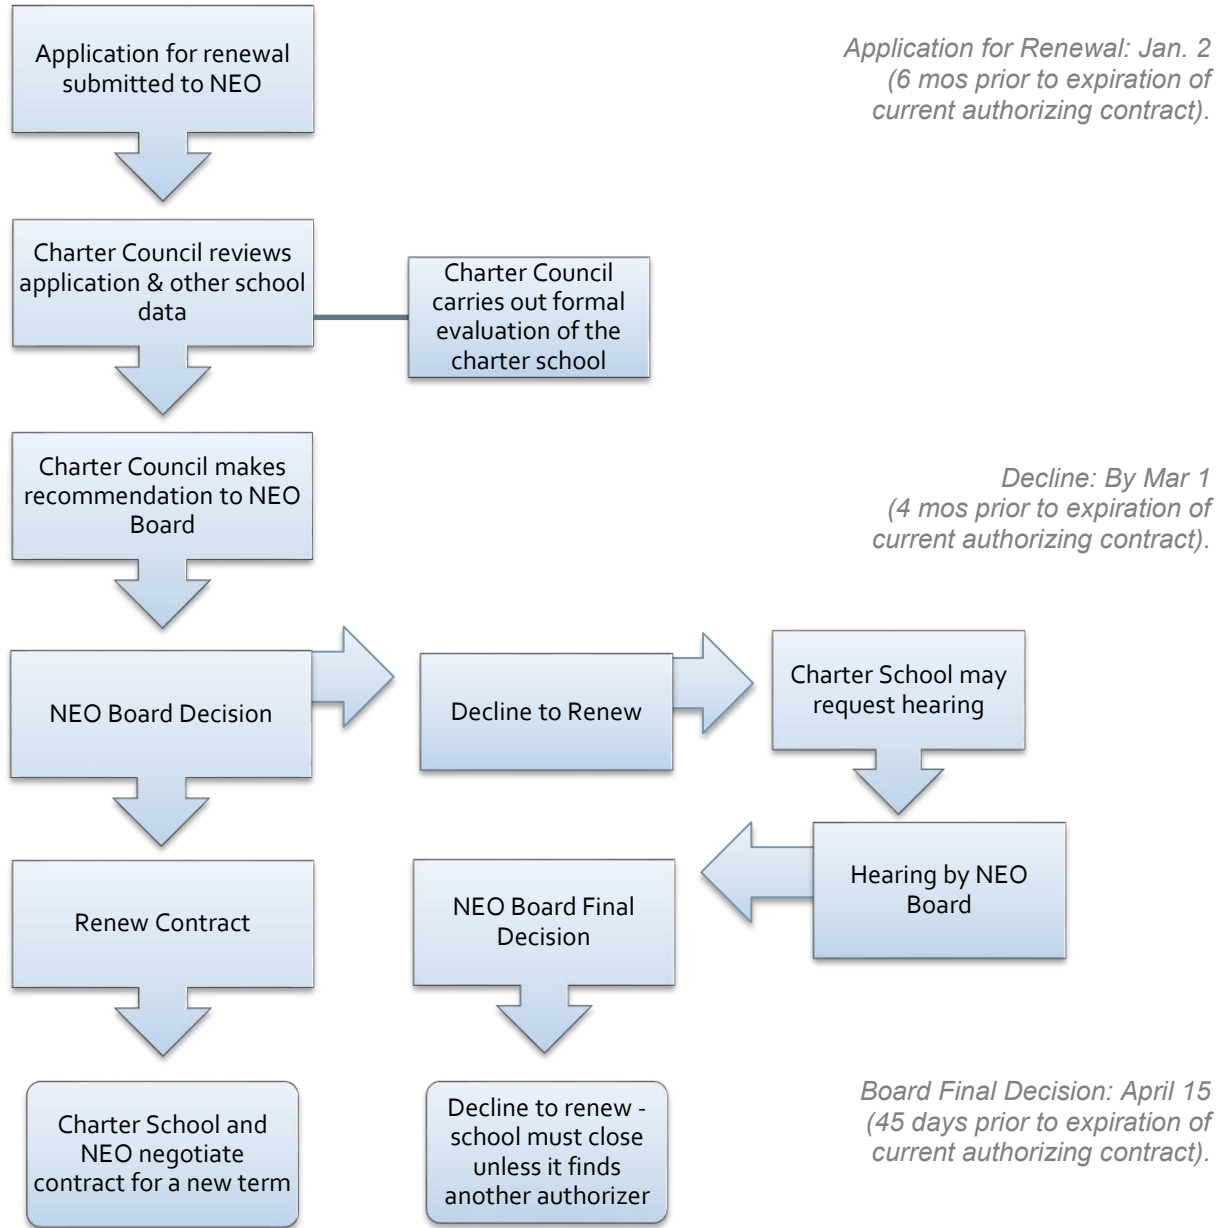 Application for renewal
submitted to NEO
Application for Renewal: Jan. 2
(6 mos prior to expiration of
current authorizing contract).
Charter Council reviews
application & other school
data
Charter Council
carries out formal
evaluation of the
charter school
Charter Council makes
recommendation to NEO
Board
Decline: By Mar 1
(4 mos prior to expiration of
current authorizing contract).
NEO Board Decision
Decline to Renew
Charter School may
request hearing
Renew Contract
NEO Board Final
Decision
Hearing by NEO
Board
Charter School and
NEO negotiate
contract for a new term
Decline to renew -
school must close
unless it finds
another authorizer
Board Final Decision: April 15
(45 days prior to expiration of
current authorizing contract).